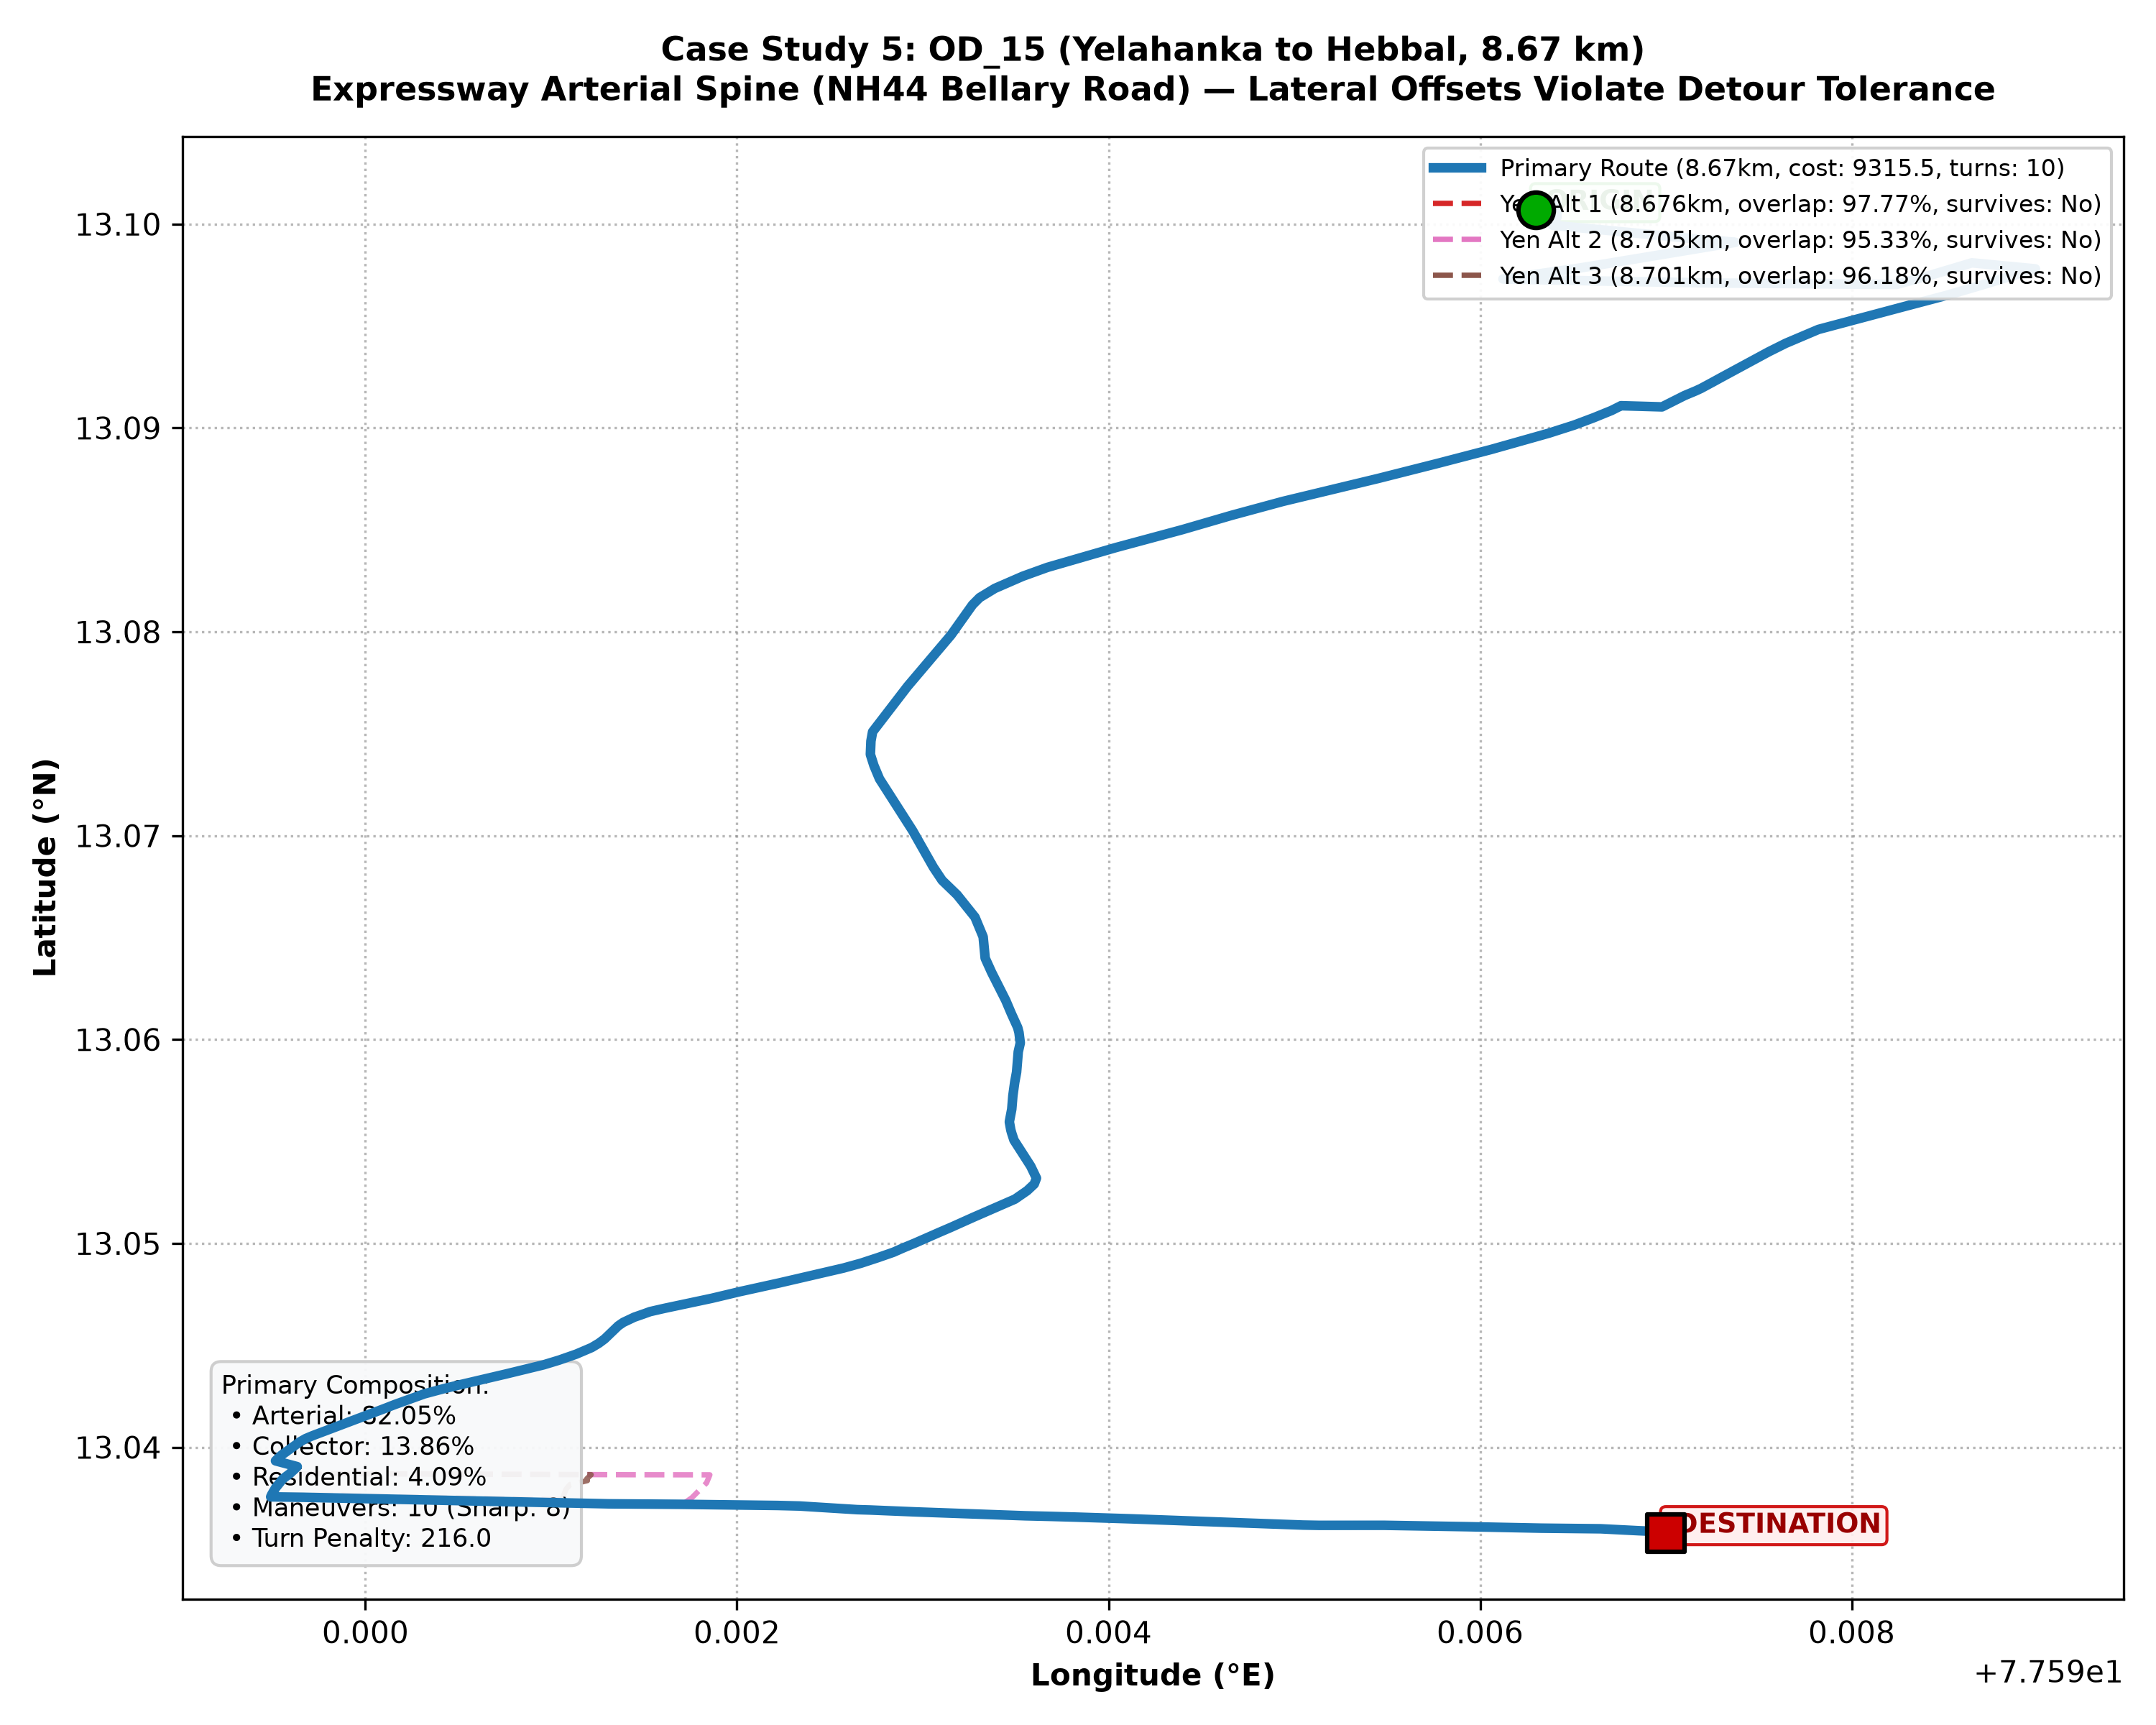 Case Study 5: OD_15 (Yelahanka to Hebbal, 8.67 km)
Expressway Arterial Spine (NH44 Bellary Road) — Lateral Offsets Violate Detour Tolerance
Primary Route (8.67km, cost: 9315.5, turns: 10)
Yen Alt 1 (8.676km, overlap: 97.77%, survives: No)
Yen Alt 2 (8.705km, overlap: 95.33%, survives: No)
Yen Alt 3 (8.701km, overlap: 96.18%, survives: No)
13.10
13.09
13.08
13.07
13.06
13.05
13.04
Latitude (°N)
Primary Composition:
• Arterial: 82.05%
• Collector: 13.86%
• Residential: 4.09%
• Maneuvers: 10 (Sharp: 8)
• Turn Penalty: 216.0
DESTINATION
0.000
0.002
0.004
0.006
0.008
Longitude (°E)
+7.759e1